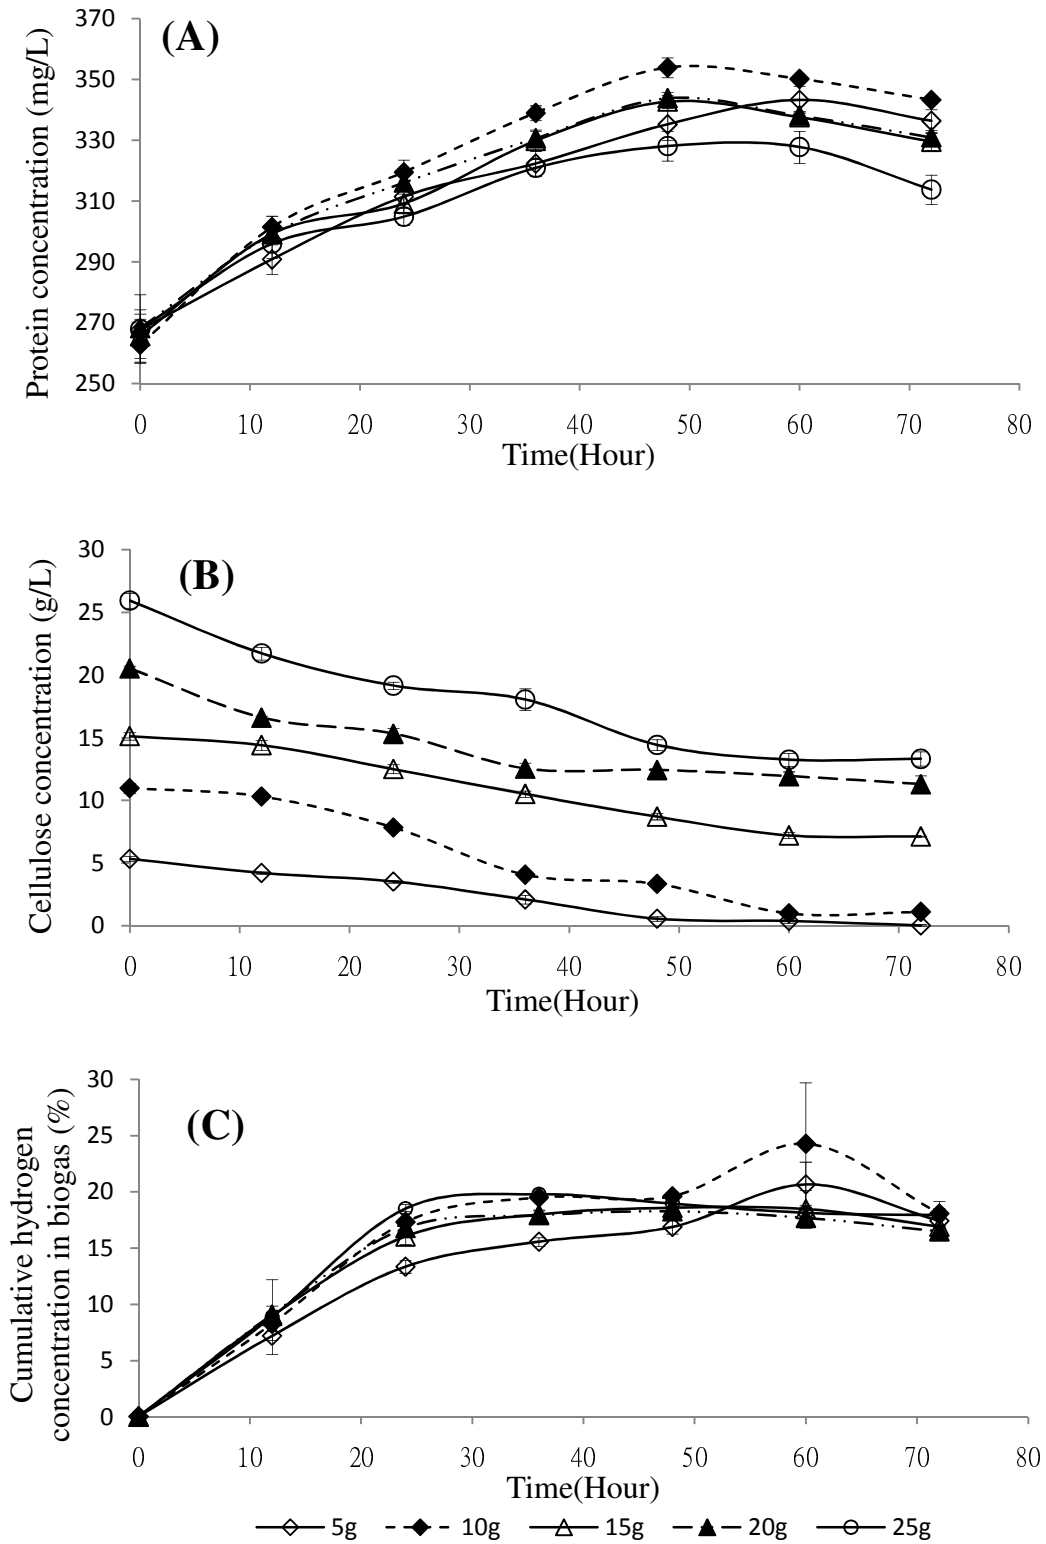 (A)
Protein concentration (mg/L)
370
350
330
310
290
270
250
0 10 20 30 40 50 60 70 80
Time(Hour)
(B)
Cellulose concentration (g/L)
30
25
20
15
10
5
0
0 10 20 30 40 50 60 70 80
Time(Hour)
(C)
Cumulative hydrogen
concentration in biogas (%)
30
25
20
15
10
5
0
0 10 20 30 40 50 60 70 80
Time(Hour)
5g 10g 15g 20g 25g